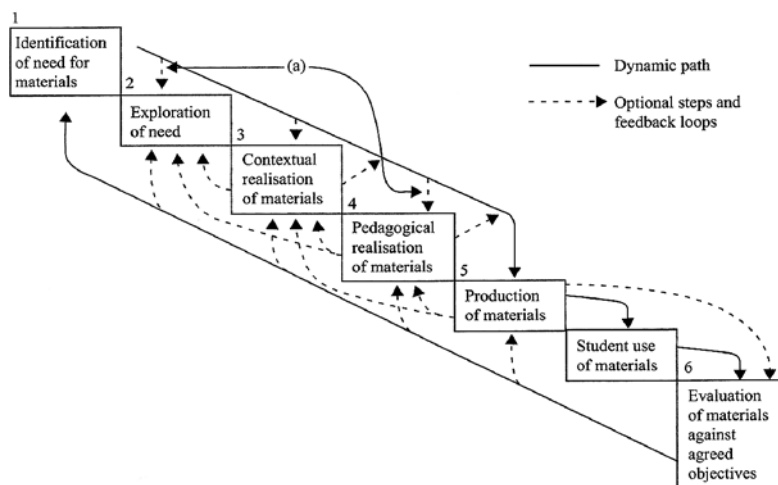 1
Identification
of need for
materials
(a)
Dynamic path
2
Optional steps and
feedback loops
Exploration
of need
3
Contextual
realisation
of materials
4
Pedagogical
realisation
of materials
5
Production
of materials
Student use
of materials
6
Evaluation
of materials
against
agreed
objectives